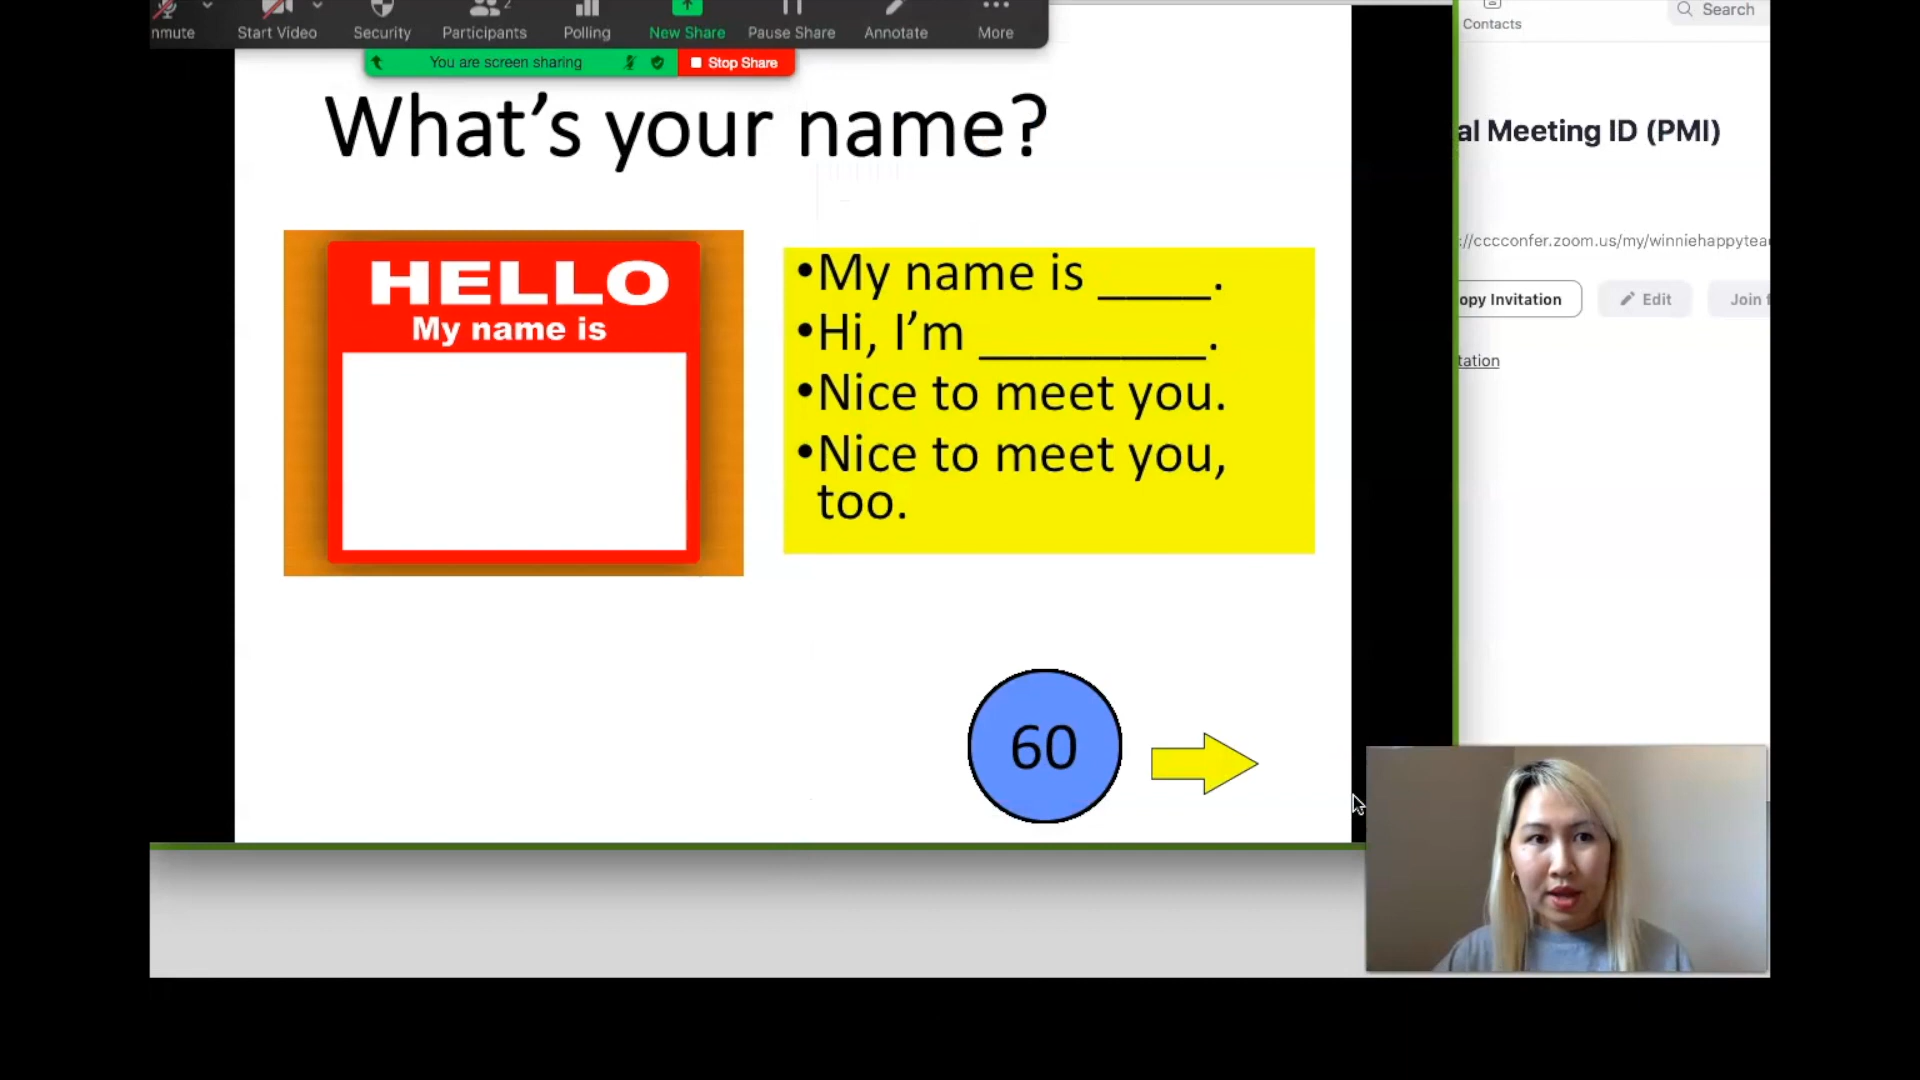 nmute
Start Video
Security
Participants
2
Polling
New Share
Pause Share
Annotate
More
You are screen sharing
Stop Share
What's your name?
HELLO
My name is
•My name is ____.
•Hi, I'm ________.
•Nice to meet you.
•Nice to meet you,
too.
60
Contacts
Search
al Meeting ID (PMI)
://cccconfer.zoom.us/my/winniehappytea
opy Invitation
Edit
Join
tation